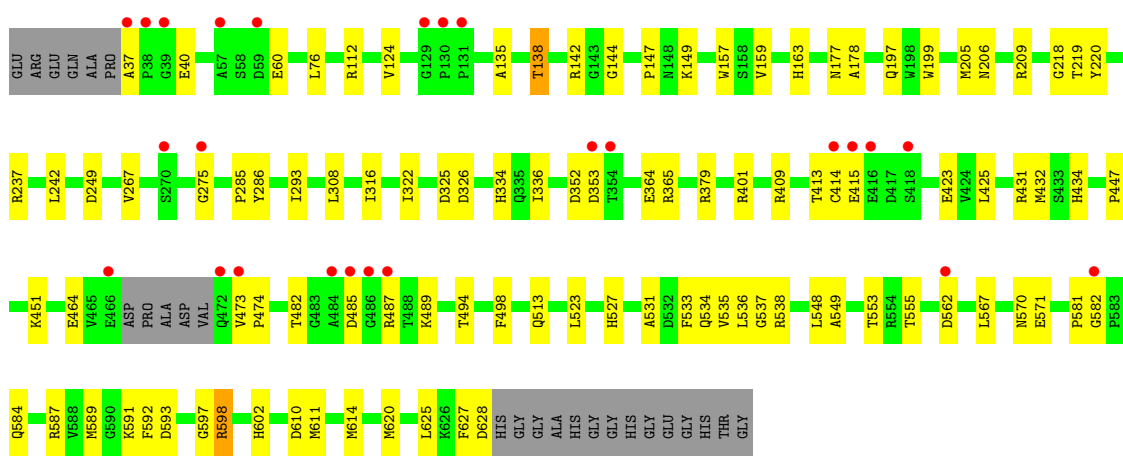 GLU ARG GLU GLN ALA PRO A37 P38 G39 E40 A57 S58 D59 E60 L76 R112 V124 G129 P130 P131 A135 T138 R142 G143 G144 P147 N148 K149 W157 S158 V159 H163 N177 A178 Q197 W198 W199 M205 N206 R209 G218 T219 Y220
R237 L242 D249 V267 S270 G275 P285 Y286 I293 L308 I316 I322 D325 D326 H334 Q335 I336 D352 D353 T354 E364 R365 R379 R401 R409 T413 C414 E415 E416 D417 S418 E423 V424 L425 R431 M432 S433 H434 P447
K451 E464 V465 E466 ASP PRO ALA ASP VAL Q472 V473 P474 T482 G483 A484 D485 G486 R487 T488 K489 T494 F498 Q513 L523 H527 A531 D532 F533 Q534 V535 L536 G537 R538 L548 A549 T553 R554 T555 D562 L567 N570 E571 P581 G582 P583
Q584 R587 V588 M589 G590 K591 F592 D593 G597 R598 H602 D610 M611 M614 M620 L625 K626 F627 D628 HIS GLY GLY ALA HIS GLY GLY HIS GLY GLU GLY HIS THR GLY